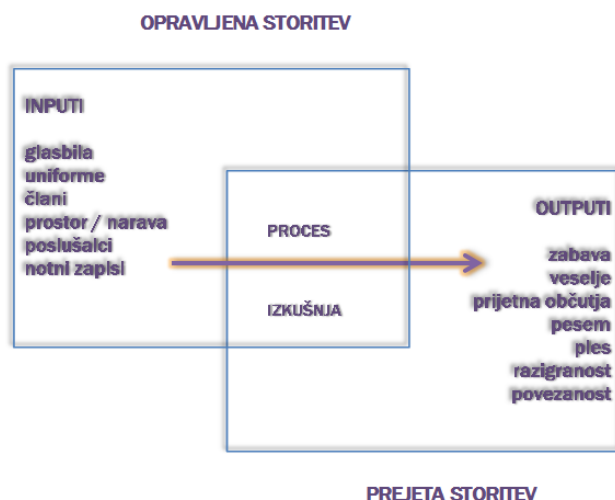 OPRAVLJENA STORITEV
INPUTI
glasbila
uniforme
člani
prostor / narava
poslušalci
notni zapisi
PROCES
IZKUŠNJA
OUTPUTI
zabava
veselje
prijetna občutja
pesem
ples
razigranost
povezanost
PREJETA STORITEV